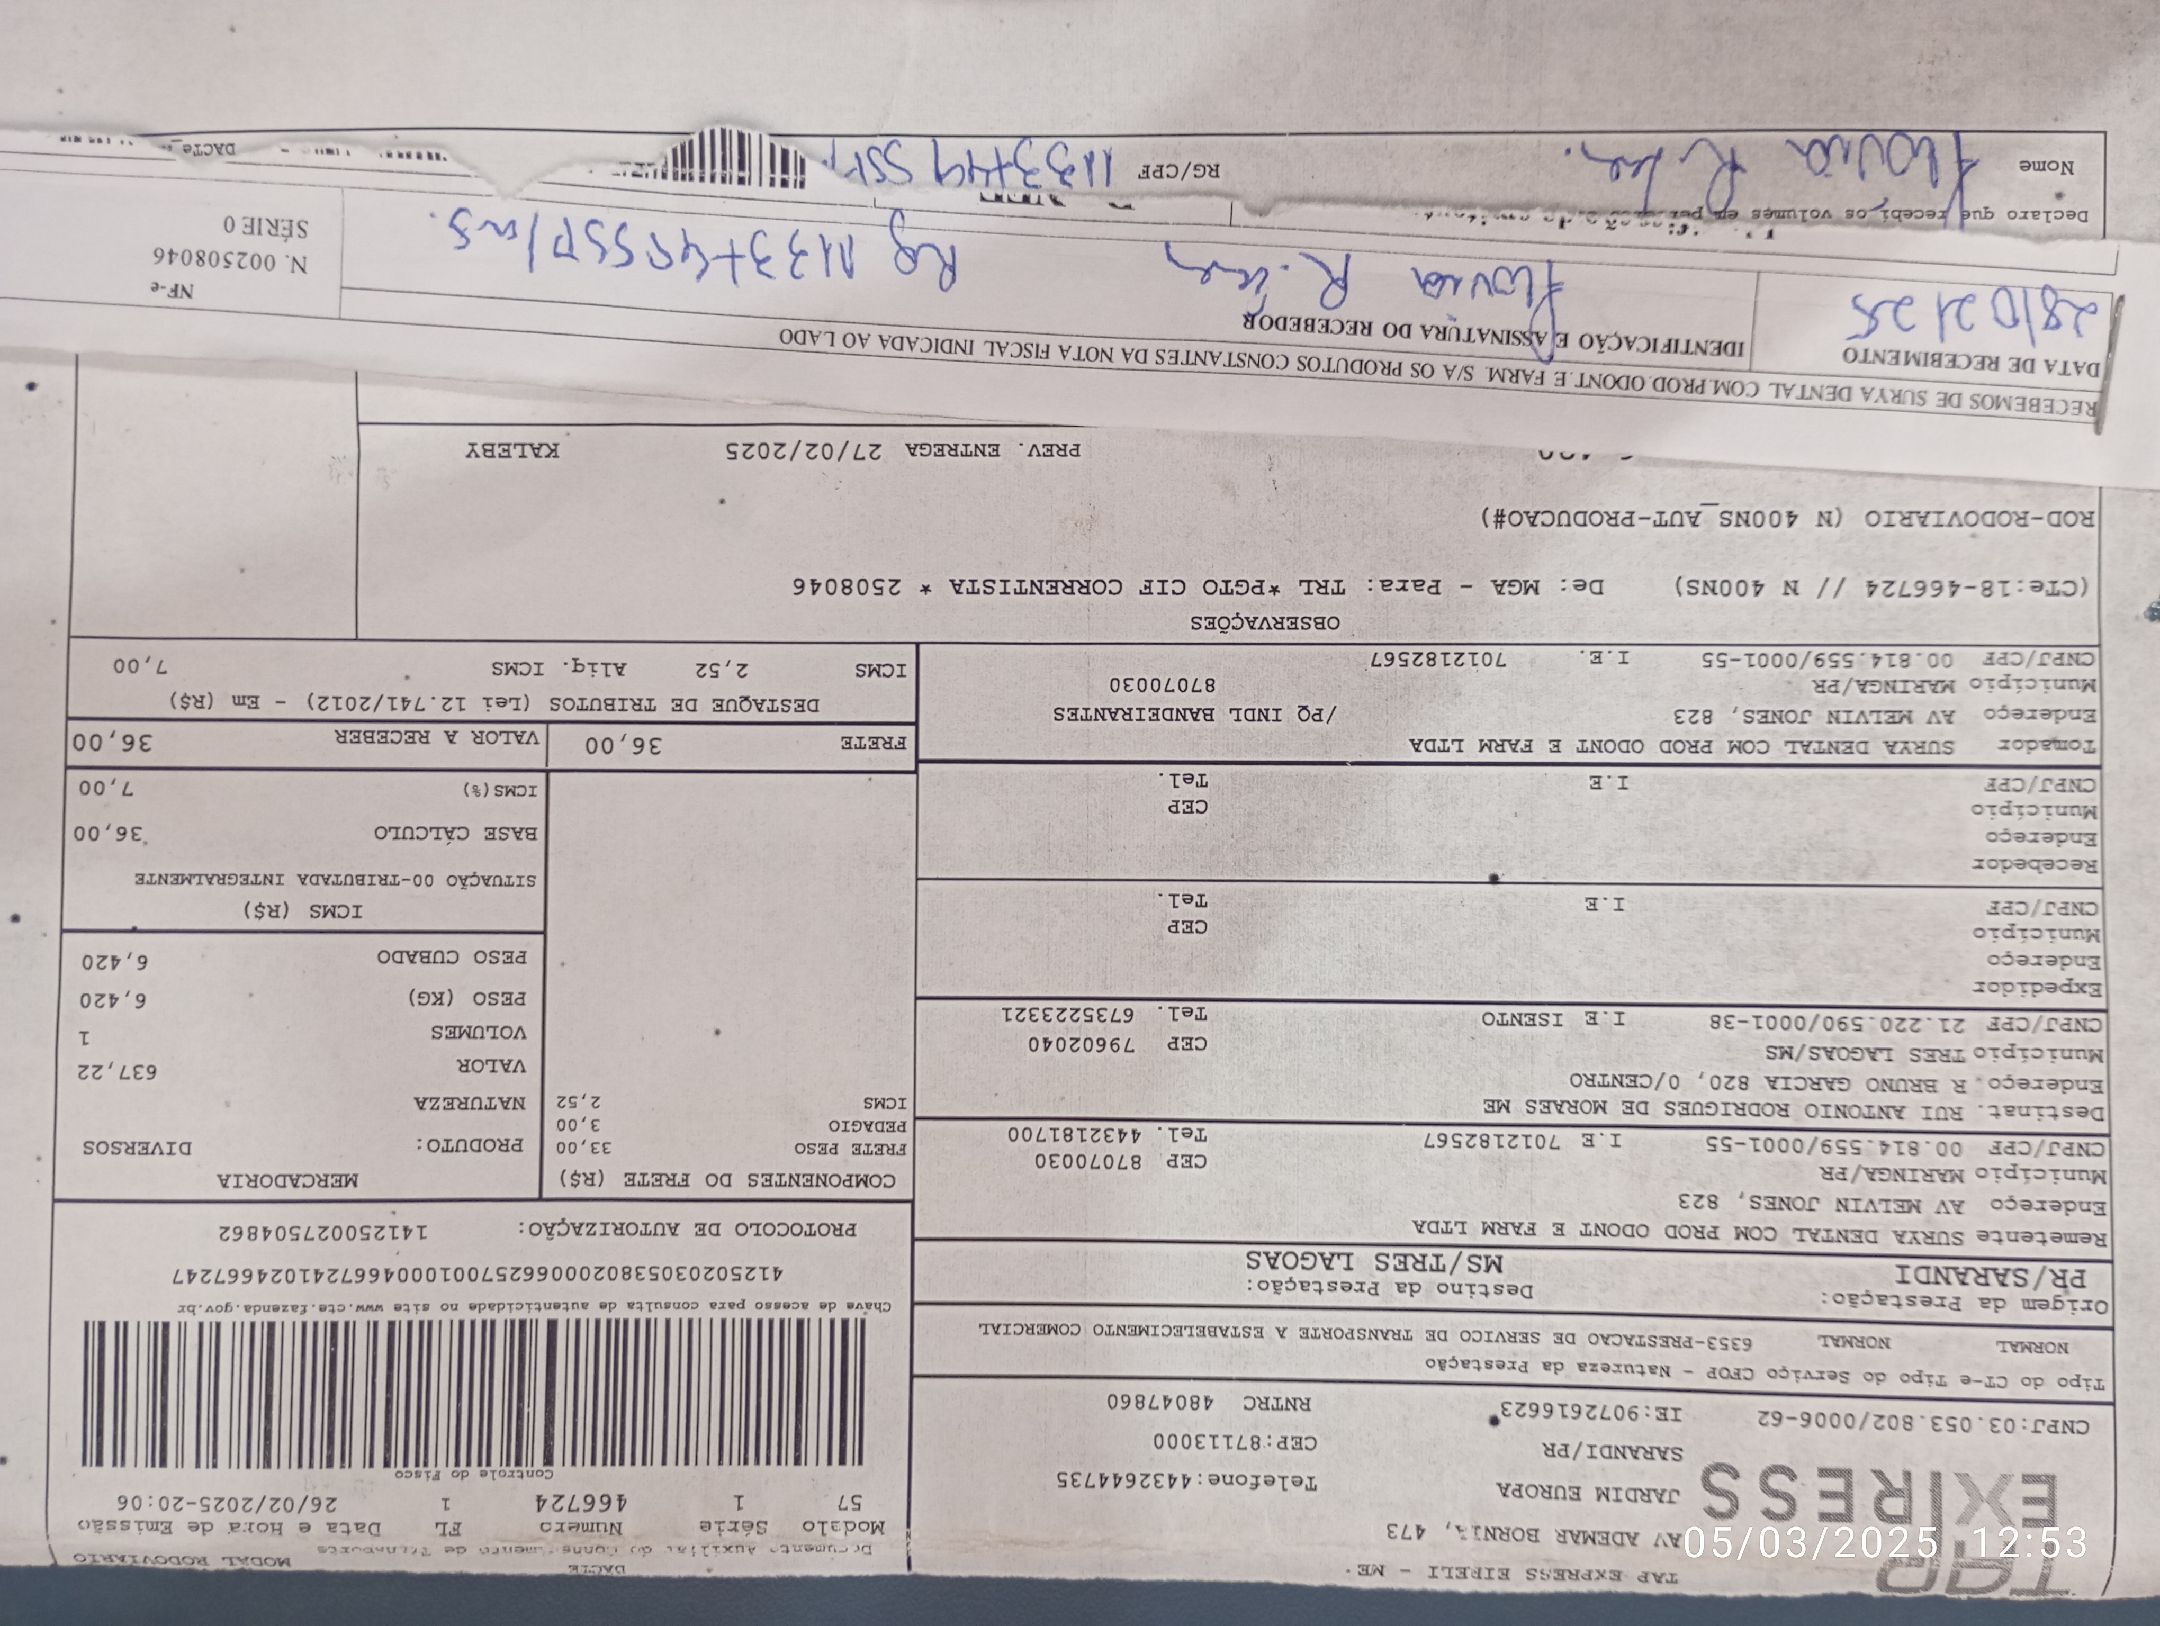 TAP EXPRESS EIRELI - ME
AV ADEMAR BORNIA, 473
JARDIM EUROPA Telefone:4432644735
SARANDI/PR CEP:87113000
CNPJ:03.053.802/0006-62 IE:9072616623 RNTRC 48047860
TAP EXPRESS
DACTE MODAL RODOVIARIO
Documento Auxiliar do Conhecimento de Transporte
Modelo Série Numero FL Data e Hora de Emissão
57 1 466724 1 26/02/2025-20:06
Controle do Fisco
Chave de acesso para consulta de autenticidade no site www.cte.fazenda.gov.br
PROTOCOLO DE AUTORIZAÇÃO: 141250027504862
Tipo do CT-e Tipo do Serviço CFOP - Natureza da Prestação
NORMAL NORMAL 6353-PRESTACAO DE SERVICO DE TRANSPORTE A ESTABELECIMENTO COMERCIAL
Origem da Prestação: Destino da Prestação:
PR/SARANDI MS/TRES LAGOAS
Remetente SURYA DENTAL COM PROD ODONT E FARM LTDA
Endereço AV MELVIN JONES, 823
Município MARINGA/PR CEP 87070030
CNPJ/CPF 00.814.559/0001-55 I.E 7012182567 Tel. 4432181700
Destinat. RUI ANTONIO RODRIGUES DE MORAES ME
Endereço. R BRUNO GARCIA 820, 0/CENTRO
Município TRES LAGOAS/MS CEP 79602040
CNPJ/CPF 21.220.590/0001-38 I.E ISENTO Tel. 6735223321
Expedidor
Endereço
Município CEP
CNPJ/CPF I.E Tel.
Recebedor
Endereço
Município CEP
CNPJ/CPF I.E Tel.
Tomador SURYA DENTAL COM PROD ODONT E FARM LTDA
Endereço AV MELVIN JONES, 823 /PQ INDL BANDEIRANTES
Município MARINGA/PR 87070030
CNPJ/CPF 00.814.559/0001-55 I.E. 7012182567
COMPONENTES DO FRETE (R$)
FRETE PESO 33,00
PEDAGIO 3,00
ICMS 2,52
MERCADORIA
PRODUTO: DIVERSOS
NATUREZA
VALOR 637,22
VOLUMES 1
PESO (KG) 6,420
PESO CUBADO 6,420
ICMS (R$)
SITUAÇÃO 00-TRIBUTADA INTEGRALMENTE
BASE CÁLCULO 36,00
ICMS(%) 7,00
FRETE 36,00 VALOR A RECEBER 36,00
DESTAQUE DE TRIBUTOS (Lei 12.741/2012) - Em (R$)
ICMS 2,52 Aliq. ICMS 7,00
OBSERVAÇÕES
(CTe:18-466724 // N 400NS) De: MGA - Para: TRL *PGTO CIF CORRENTISTA * 2508046
ROD-RODOVIARIO (N 400NS_AUT-PRODUCAO#)
PREV. ENTREGA 27/02/2025 KALEBY
RECEBEMOS DE SURYA DENTAL COM.PROD.ODONT.E FARM. S/A OS PRODUTOS CONSTANTES DA NOTA FISCAL INDICADA AO LADO
DATA DE RECEBIMENTO IDENTIFICAÇÃO E ASSINATURA DO RECEBEDOR
28/02/25 Flovia R.
NF-e
N. 002508046
SÉRIE 0
Declaro que recebi os volumes em
Nome Flovia RG/CPF
DACTe
05/03/2025 12:53